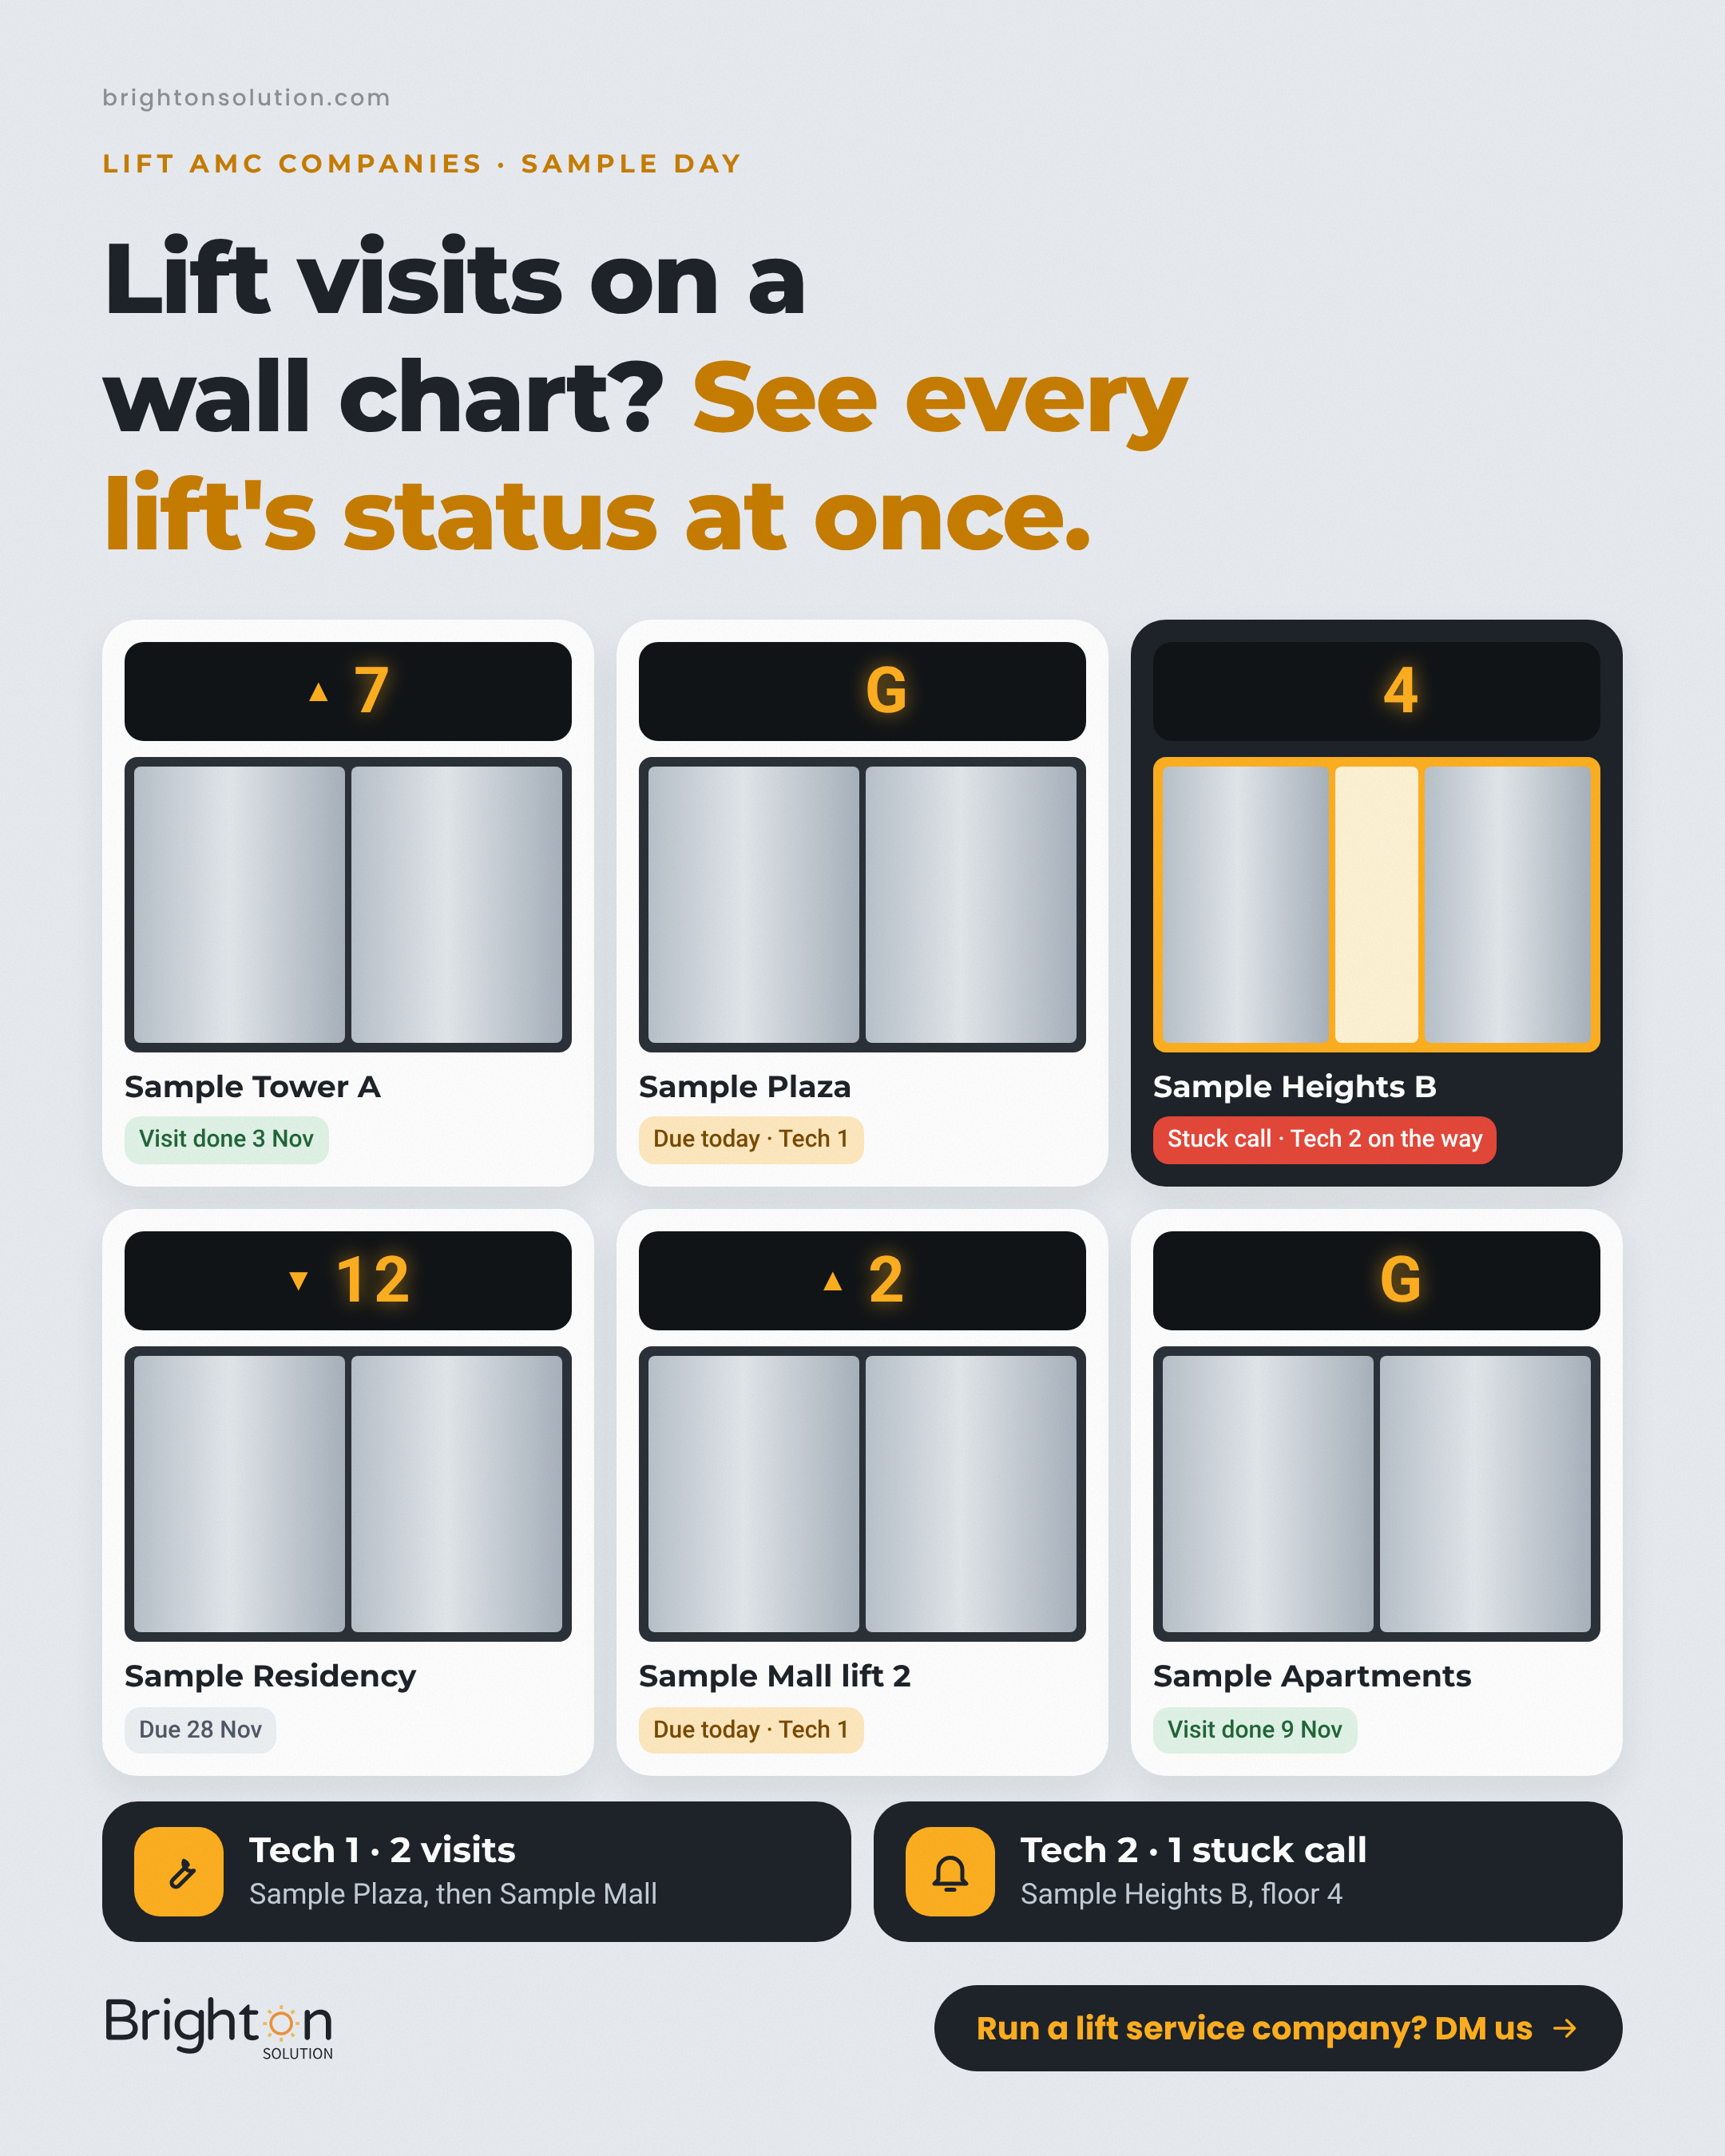 brightonsolution.com
LIFT AMC COMPANIES · SAMPLE DAY
Lift visits on a
wall chart? See every
lift's status at once.
▲ 7
G
4
Sample Tower A
Sample Plaza
Sample Heights B
Visit done 3 Nov
Due today · Tech 1
Stuck call · Tech 2 on the way
▼ 12
▲ 2
G
Sample Residency
Sample Mall lift 2
Sample Apartments
Due 28 Nov
Due today · Tech 1
Visit done 9 Nov
Tech 1 · 2 visits
Sample Plaza, then Sample Mall
Tech 2 · 1 stuck call
Sample Heights B, floor 4
Brighton
SOLUTION
Run a lift service company? DM us →